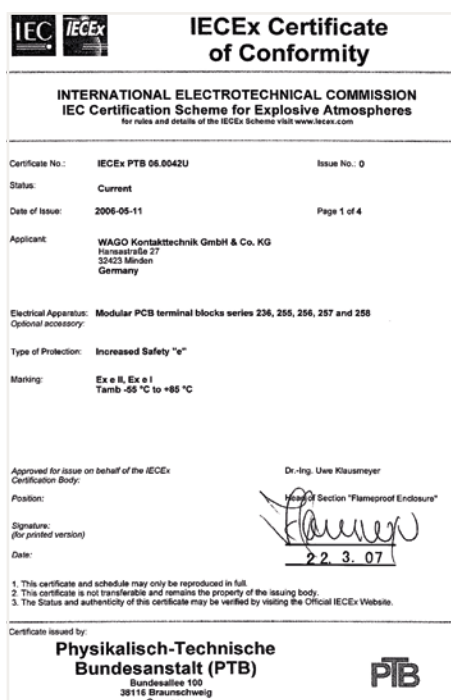 IEC IECEx
IECEx Certificate
of Conformity
INTERNATIONAL ELECTROTECHNICAL COMMISSION
IEC Certification Scheme for Explosive Atmospheres
for rules and details of the IECEx Scheme visit www.iecex.com
Certificate No.: IECEx PTB 06.0042U Issue No.: 0
Status: Current
Date of Issue: 2006-05-11 Page 1 of 4
Applicant: WAGO Kontakttechnik GmbH & Co. KG
Hansastraße 27
32423 Minden
Germany
Electrical Apparatus: Modular PCB terminal blocks series 236, 255, 256, 257 and 258
Optional accessory:
Type of Protection: Increased Safety "e"
Marking: Ex e II, Ex e I
Tamb -55 °C to +85 °C
Approved for issue on behalf of the IECEx Dr.-Ing. Uwe Klausmeyer
Certification Body:
Position: Head of Section "Flameproof Enclosure"
Signature:
(for printed version)
Date: 22. 3. 07
1. This certificate and schedule may only be reproduced in full.
2. This certificate is not transferable and remains the property of the issuing body.
3. The Status and authenticity of this certificate may be verified by visiting the Official IECEx Website.
Certificate issued by:
Physikalisch-Technische
Bundesanstalt (PTB)
Bundesallee 100
38116 Braunschweig
PTB